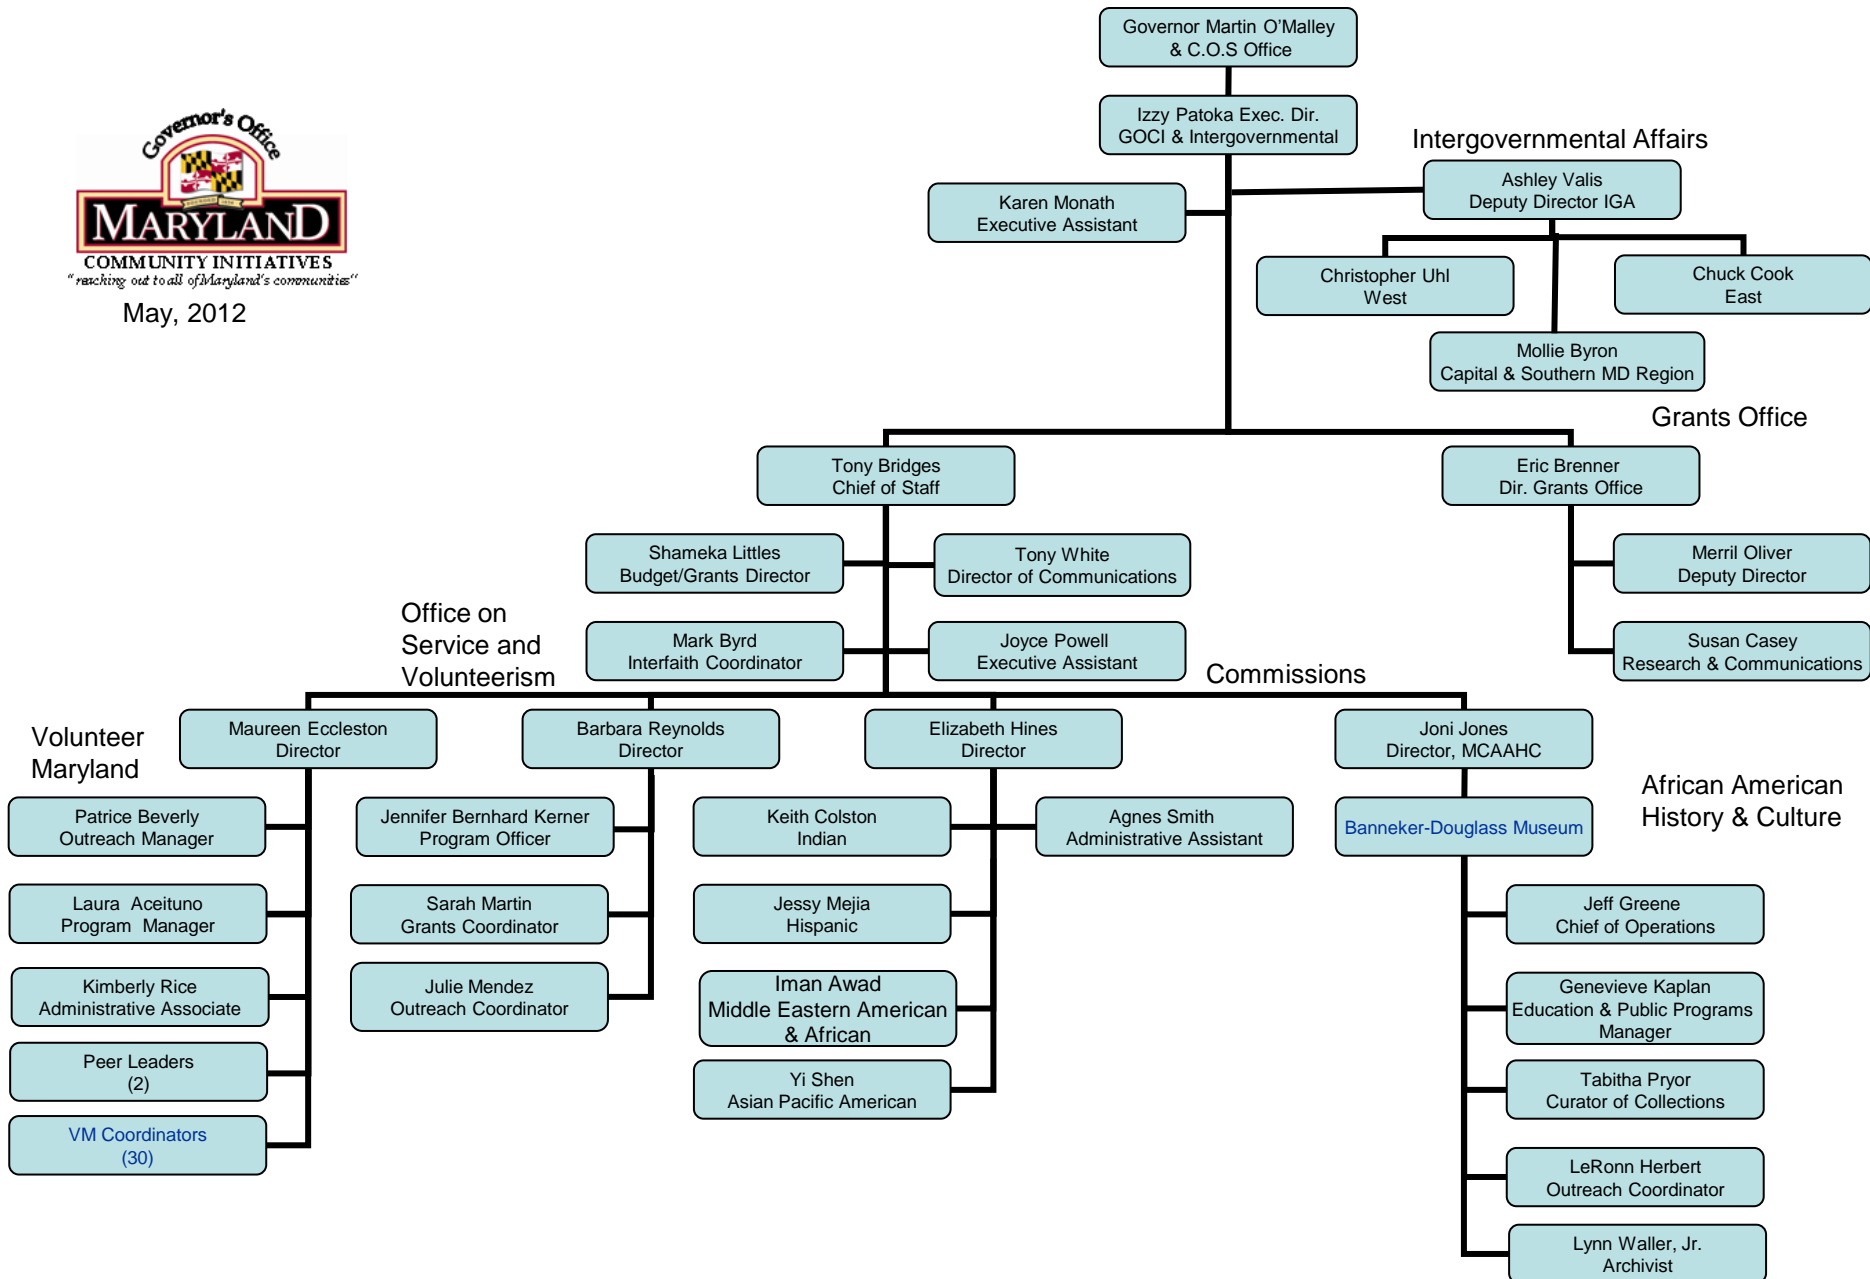 Governor's Office
MARYLAND
COMMUNITY INITIATIVES
"reaching out to all of Maryland's communities"
May, 2012
Governor Martin O'Malley
& C.O.S Office
Izzy Patoka Exec. Dir.
GOCI & Intergovernmental
Intergovernmental Affairs
Karen Monath
Executive Assistant
Ashley Valis
Deputy Director IGA
Christopher Uhl
West
Chuck Cook
East
Mollie Byron
Capital & Southern MD Region
Grants Office
Tony Bridges
Chief of Staff
Eric Brenner
Dir. Grants Office
Shameka Littles
Budget/Grants Director
Tony White
Director of Communications
Merril Oliver
Deputy Director
Mark Byrd
Interfaith Coordinator
Joyce Powell
Executive Assistant
Susan Casey
Research & Communications
Office on
Service and
Volunteerism
Commissions
Volunteer
Maryland
Maureen Eccleston
Director
Barbara Reynolds
Director
Elizabeth Hines
Director
Joni Jones
Director, MCAAHC
African American
History & Culture
Patrice Beverly
Outreach Manager
Laura Aceituno
Program Manager
Kimberly Rice
Administrative Associate
Peer Leaders
(2)
VM Coordinators
(30)
Jennifer Bernhard Kerner
Program Officer
Sarah Martin
Grants Coordinator
Julie Mendez
Outreach Coordinator
Keith Colston
Indian
Agnes Smith
Administrative Assistant
Jessy Mejia
Hispanic
Iman Awad
Middle Eastern American
& African
Yi Shen
Asian Pacific American
Banneker-Douglass Museum
Jeff Greene
Chief of Operations
Genevieve Kaplan
Education & Public Programs
Manager
Tabitha Pryor
Curator of Collections
LeRonn Herbert
Outreach Coordinator
Lynn Waller, Jr.
Archivist